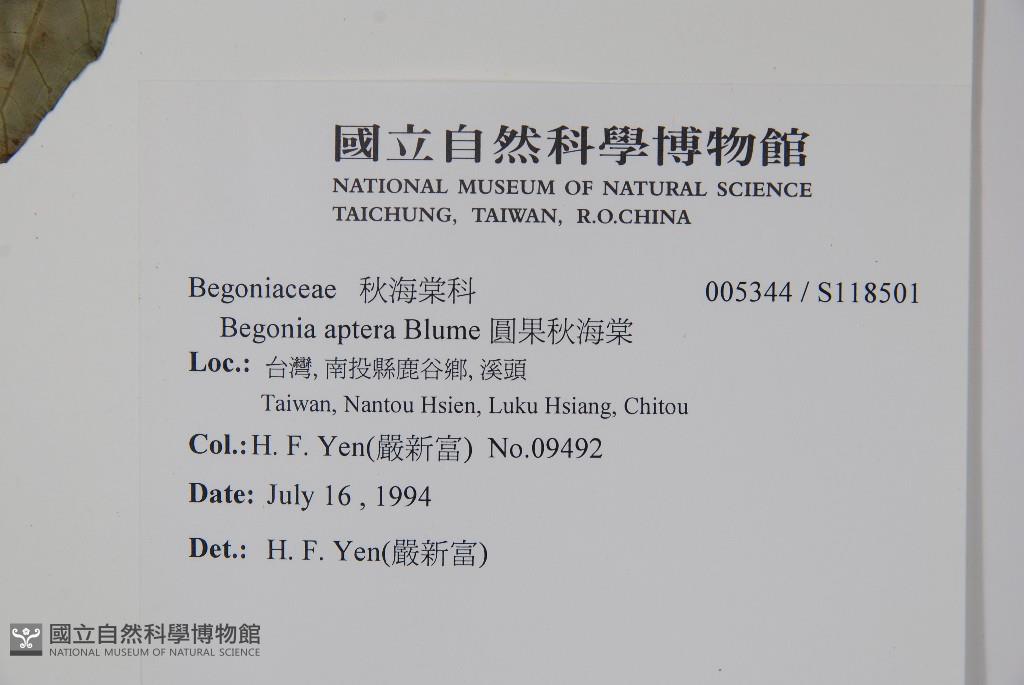 國立自然科學博物館
NATIONAL MUSEUM OF NATURAL SCIENCE
TAICHUNG, TAIWAN, R.O.CHINA
Begoniaceae 秋海棠科 005344 / S118501
Begonia aptera Blume 圓果秋海棠
Loc.: 台灣, 南投縣鹿谷鄉, 溪頭
Taiwan, Nantou Hsien, Luku Hsiang, Chitou
Col.: H. F. Yen(嚴新富) No.09492
Date: July 16 , 1994
Det.: H. F. Yen(嚴新富)
國立自然科學博物館
NATIONAL MUSEUM OF NATURAL SCIENCE